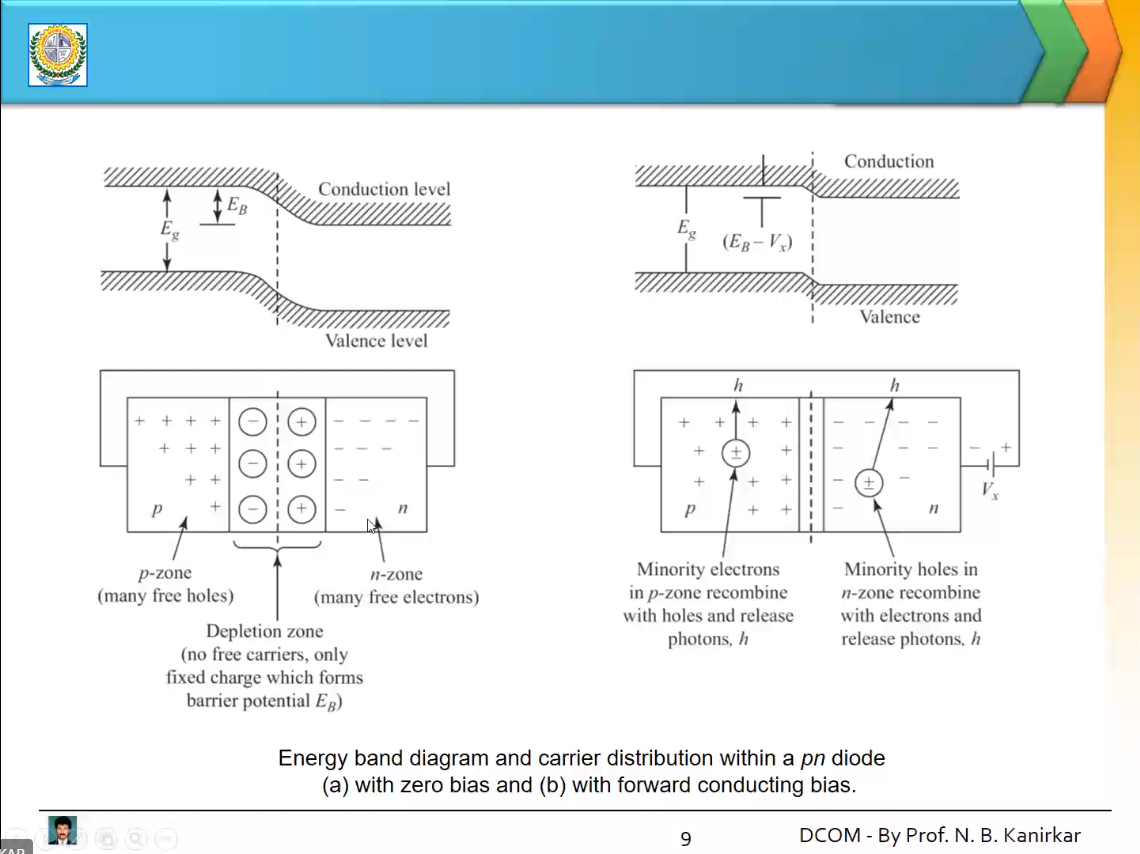 Conduction level
E_B
E_g
Valence level
Conduction
E_g
(E_B – V_x)
Valence
+ + + + − + − − − −
+ + + − + − − −
+ + − −
p + − + − n
p-zone
(many free holes)
n-zone
(many free electrons)
Depletion zone
(no free carriers, only
fixed charge which forms
barrier potential E_B)
h h
+ + + + − − − −
+ ± + − − − − +
+ + + − ± − V_x
p + + − n
Minority electrons
in p-zone recombine
with holes and release
photons, h
Minority holes in
n-zone recombine
with electrons and
release photons, h
Energy band diagram and carrier distribution within a pn diode
(a) with zero bias and (b) with forward conducting bias.
9
DCOM - By Prof. N. B. Kanirkar
KAR